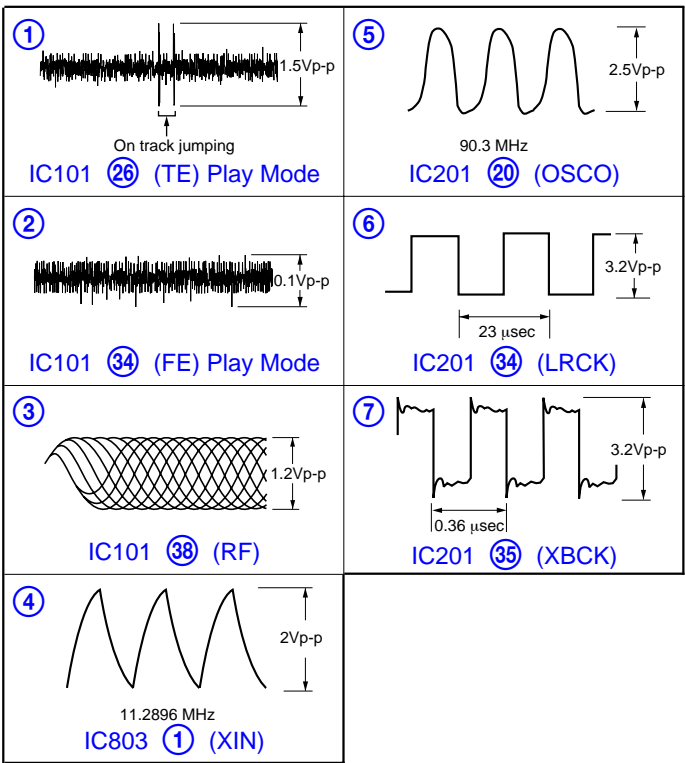 ①
1.5Vp-p
On track jumping
IC101 ㉖ (TE) Play Mode
②
0.1Vp-p
IC101 ㉞ (FE) Play Mode
③
1.2Vp-p
IC101 ㊳ (RF)
④
2Vp-p
11.2896 MHz
IC803 ① (XIN)
⑤
2.5Vp-p
90.3 MHz
IC201 ⑳ (OSCO)
⑥
3.2Vp-p
23 μsec
IC201 ㉞ (LRCK)
⑦
3.2Vp-p
0.36 μsec
IC201 ㉟ (XBCK)